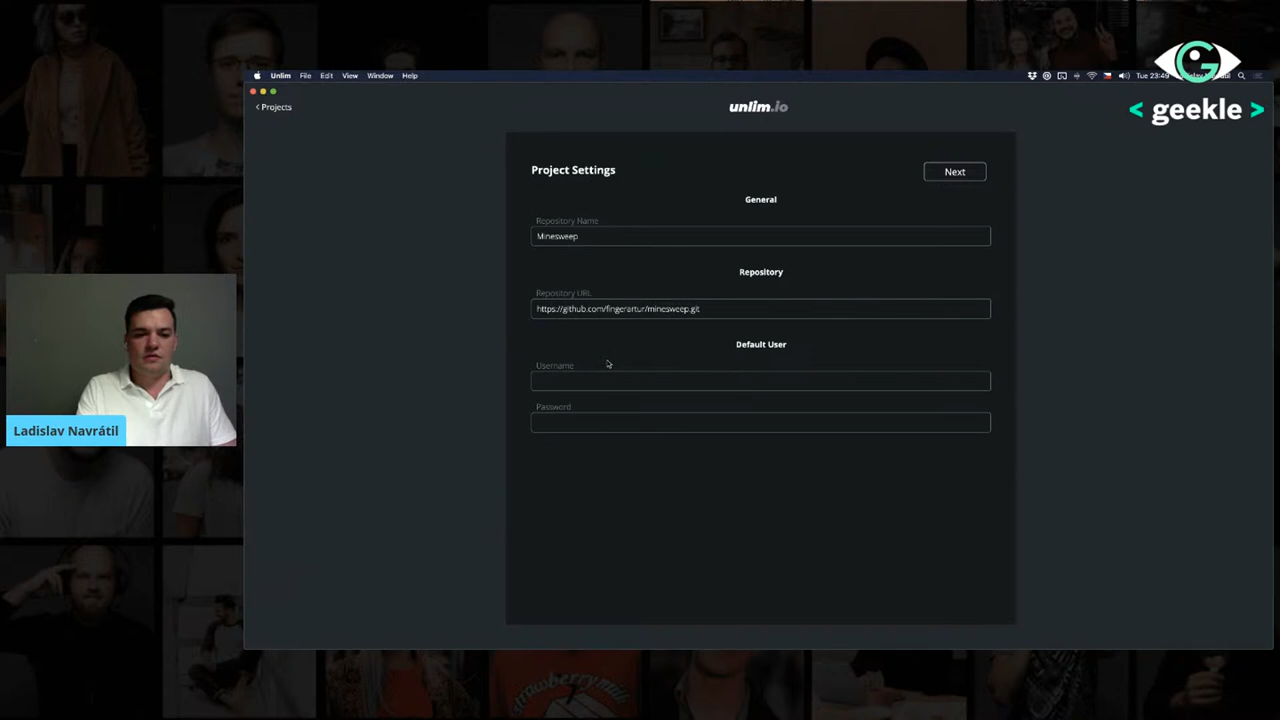 Unlim File Edit View Window Help
Tue 23:49
< Projects
unlim.io
G
< geekle >
Project Settings
Next
General
Repository Name
Minesweep
Repository
Repository URL
https://github.com/fingerartur/minesweep.git
Default User
Username
Password
Ladislav Navrátil